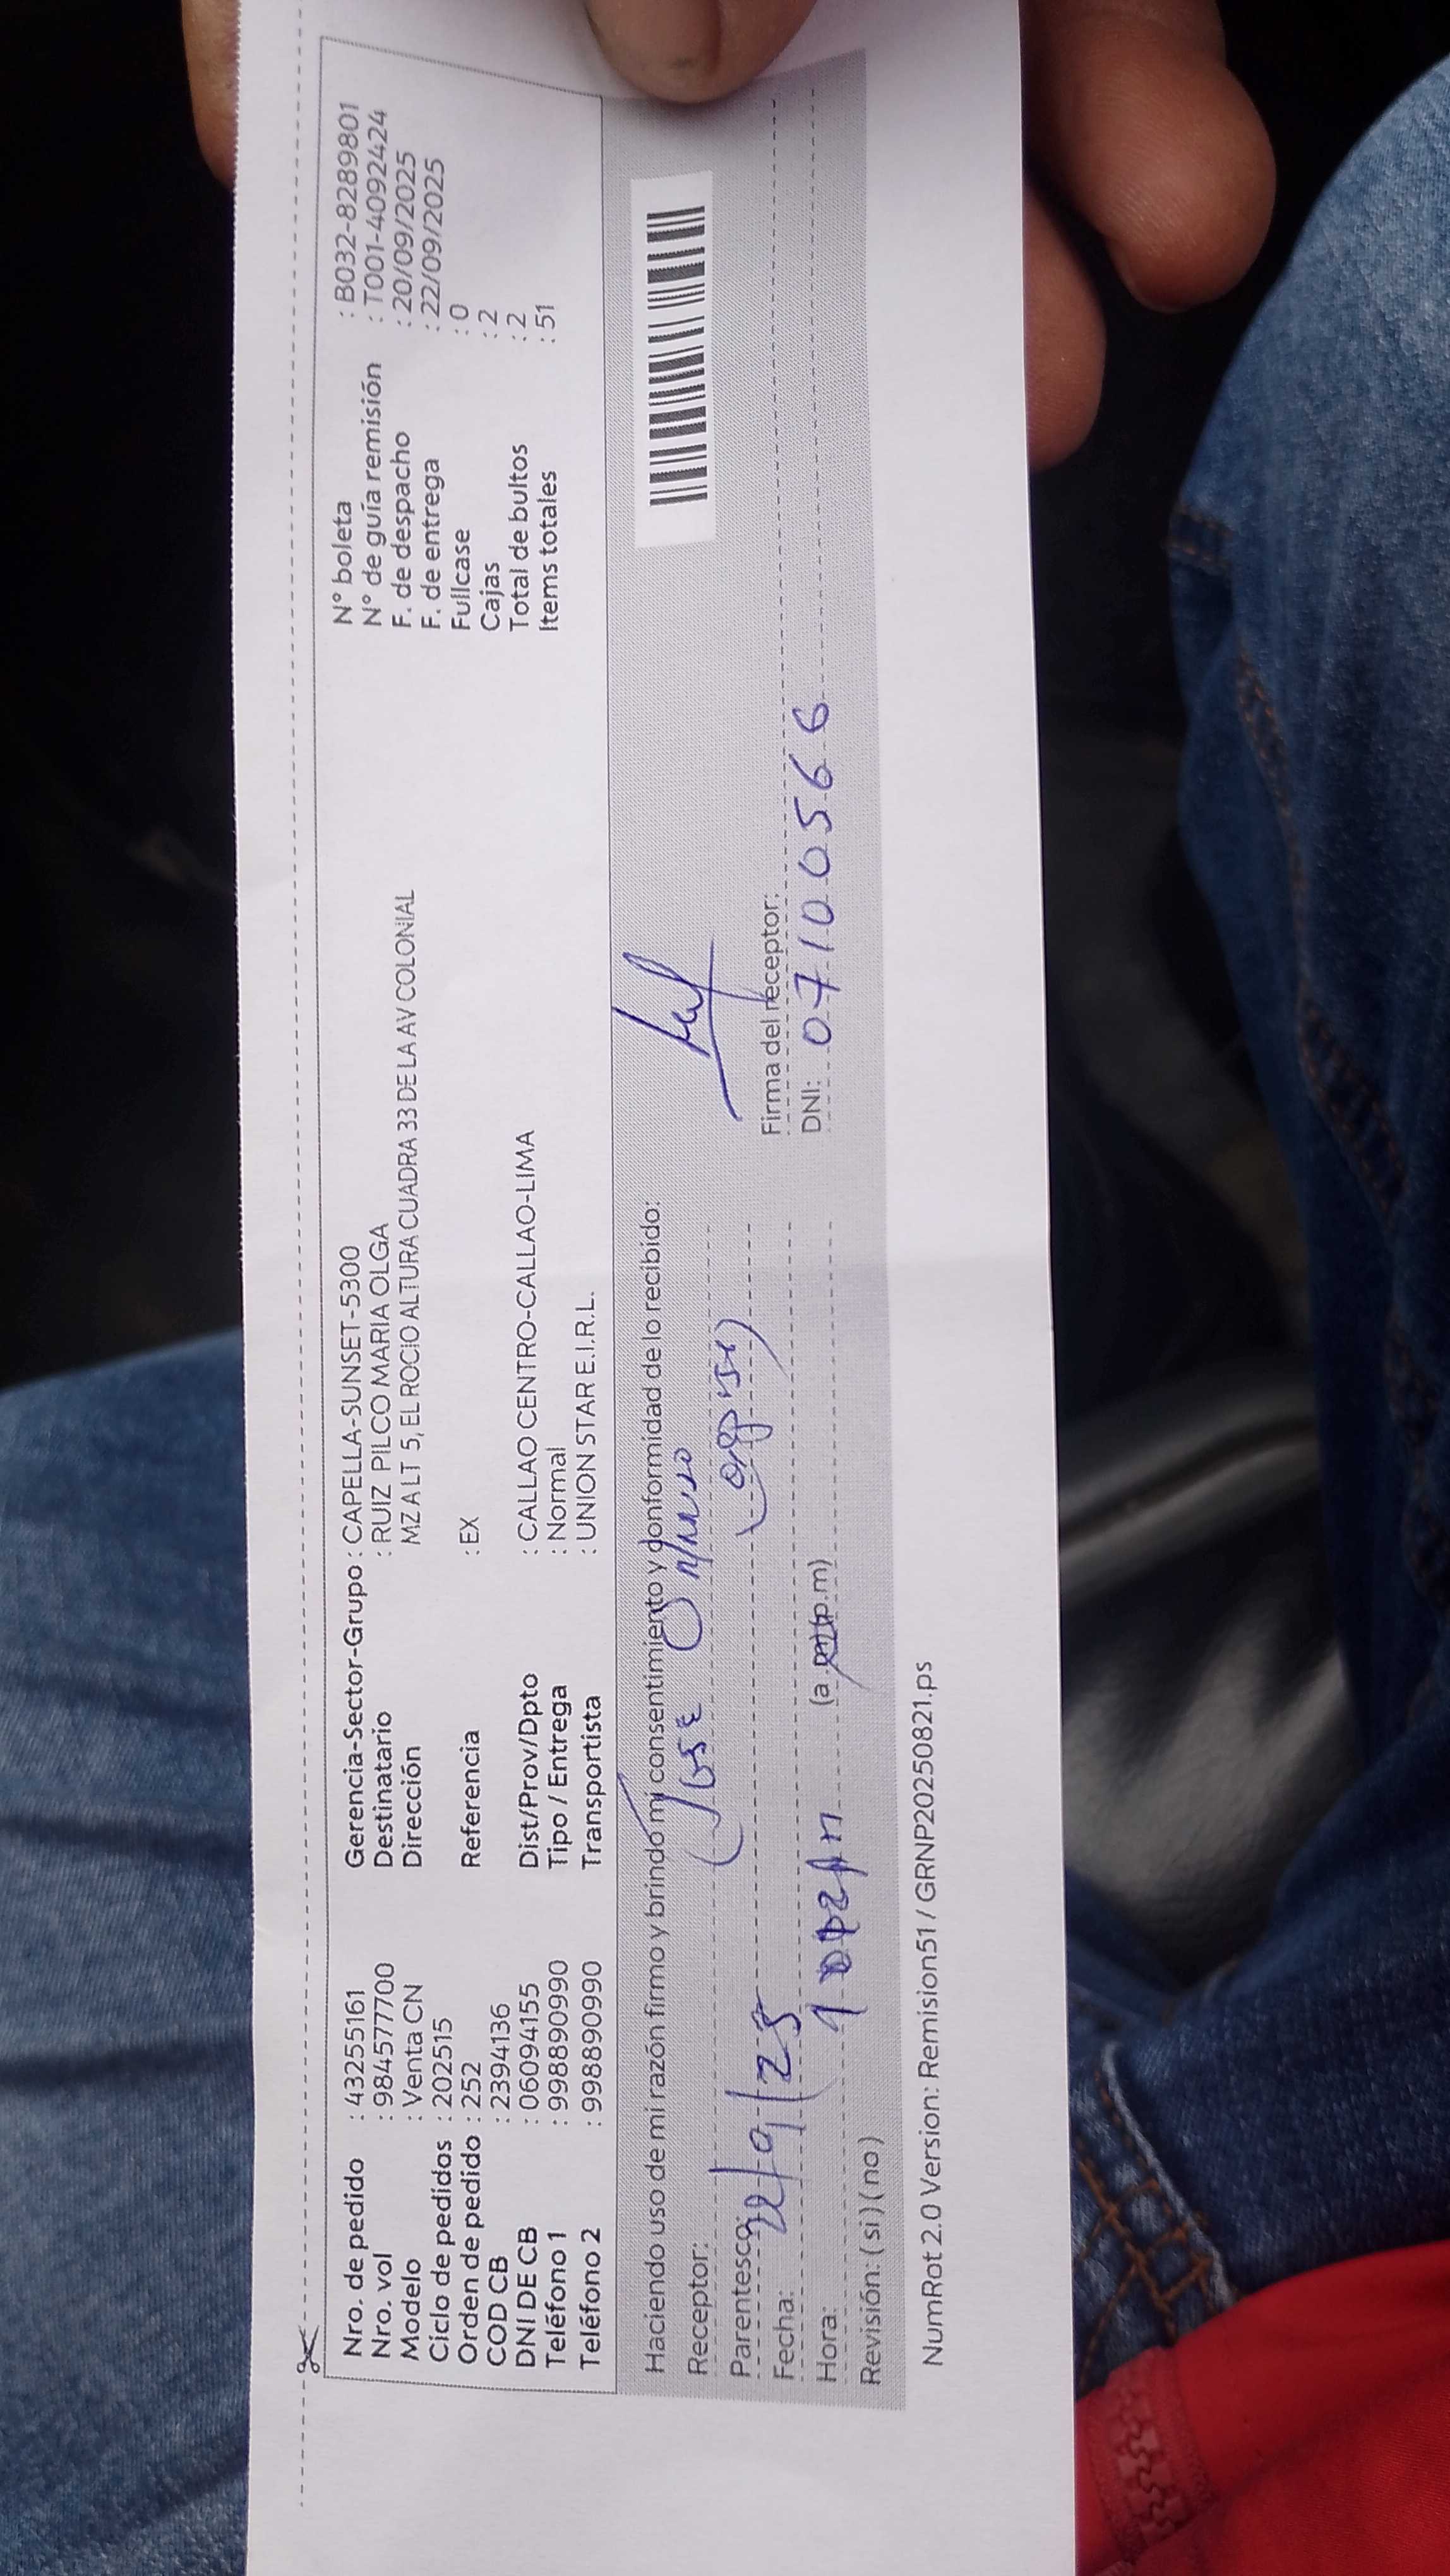 Nro. de pedido : 43255161 Gerencia-Sector-Grupo : CAPELLA-SUNSET-5300 N° boleta : B032-8289801
Nro. vol : 984577700 Destinatario : RUIZ PILCO MARIA OLGA N° de guía remisión : T001-4092424
Modelo : Venta CN Dirección MZ A LT 5, EL ROCIO ALTURA CUADRA 33 DE LA AV COLONIAL F. de despacho : 20/09/2025
Ciclo de pedidos : 202515 F. de entrega : 22/09/2025
Orden de pedido : 252 Referencia : EX Fullcase : 0
COD CB : 2394136 Cajas : 2
DNI DE CB : 06094155 Dist/Prov/Dpto : CALLAO CENTRO-CALLAO-LIMA Total de bultos : 2
Teléfono 1 : 998890990 Tipo / Entrega : Normal Items totales : 51
Teléfono 2 : 998890990 Transportista : UNION STAR E.I.R.L.
Haciendo uso de mi razón firmo y brindo mi consentimiento y conformidad de lo recibido:
Receptor: Jose
Parentesco:
Fecha: 22/9/25 Firma del receptor:
Hora: (a.m/p.m) DNI: 07100566
Revisión: ( si ) ( no )
NumRot 2.0 Version: Remision51 / GRNP20250821.ps